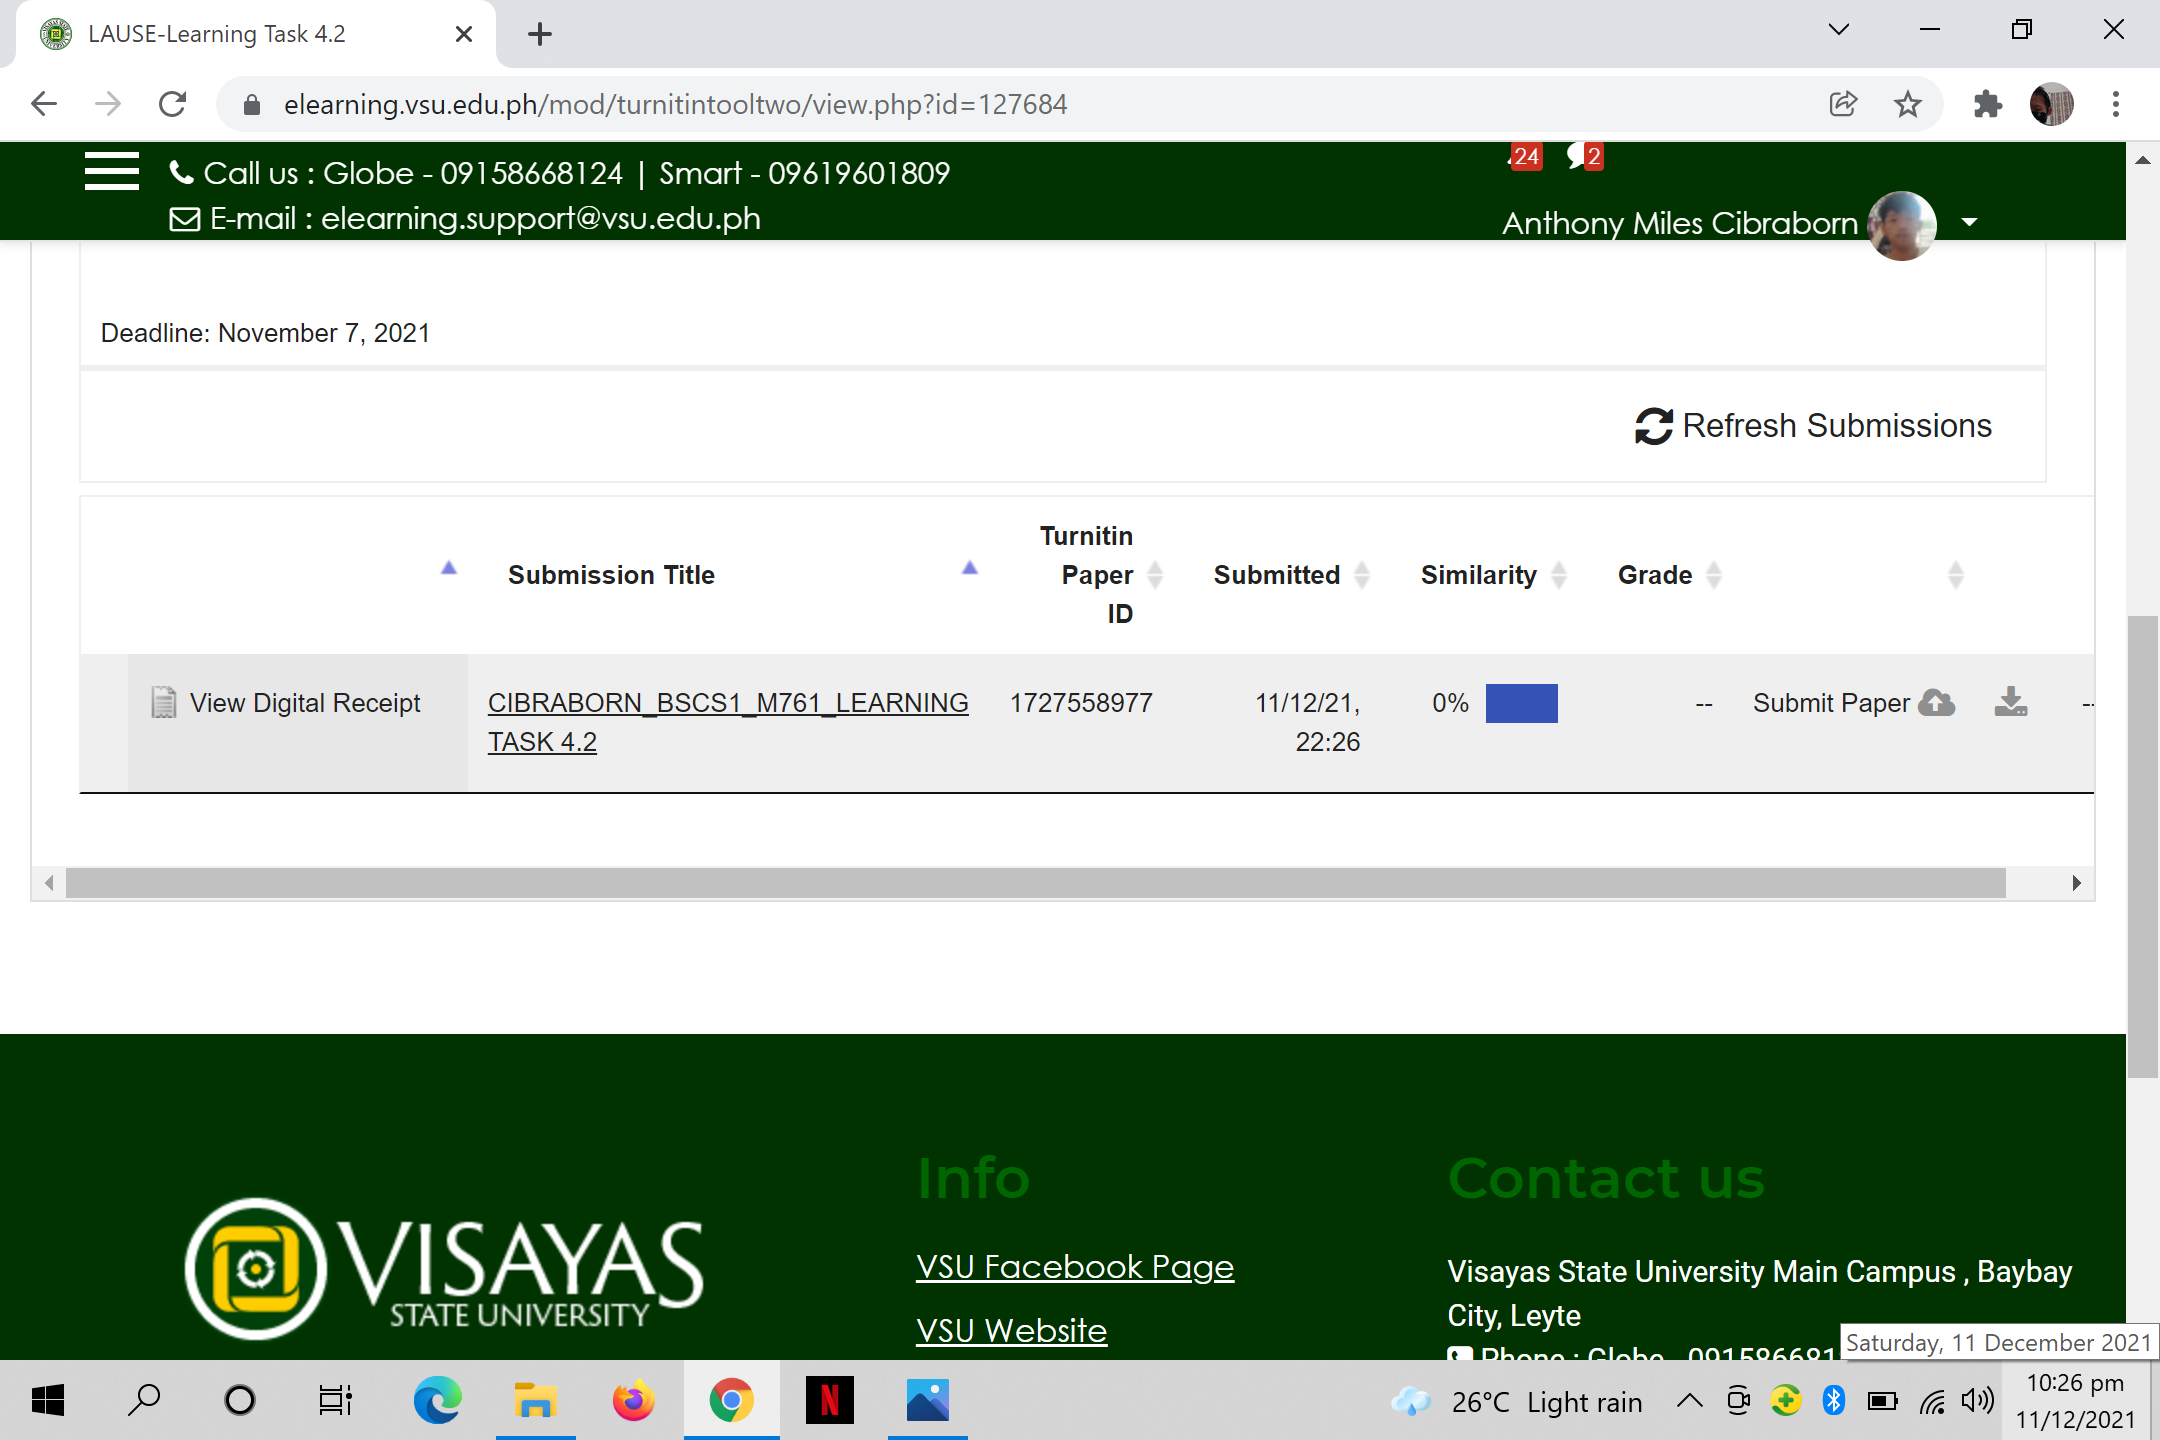 LAUSE-Learning Task 4.2
elearning.vsu.edu.ph/mod/turnitintooltwo/view.php?id=127684
Call us : Globe - 09158668124 | Smart - 09619601809
24 2
E-mail : elearning.support@vsu.edu.ph
Anthony Miles Cibraborn
Deadline: November 7, 2021
Refresh Submissions
Submission Title Turnitin Paper ID Submitted Similarity Grade
View Digital Receipt CIBRABORN_BSCS1_M761_LEARNING 1727558977 11/12/21, 0% -- Submit Paper --
TASK 4.2 22:26
Info
Contact us
VISAYAS
STATE UNIVERSITY
VSU Facebook Page
VSU Website
Visayas State University Main Campus , Baybay
City, Leyte
Phone : Globe
Saturday, 11 December 2021
26°C Light rain
10:26 pm
11/12/2021